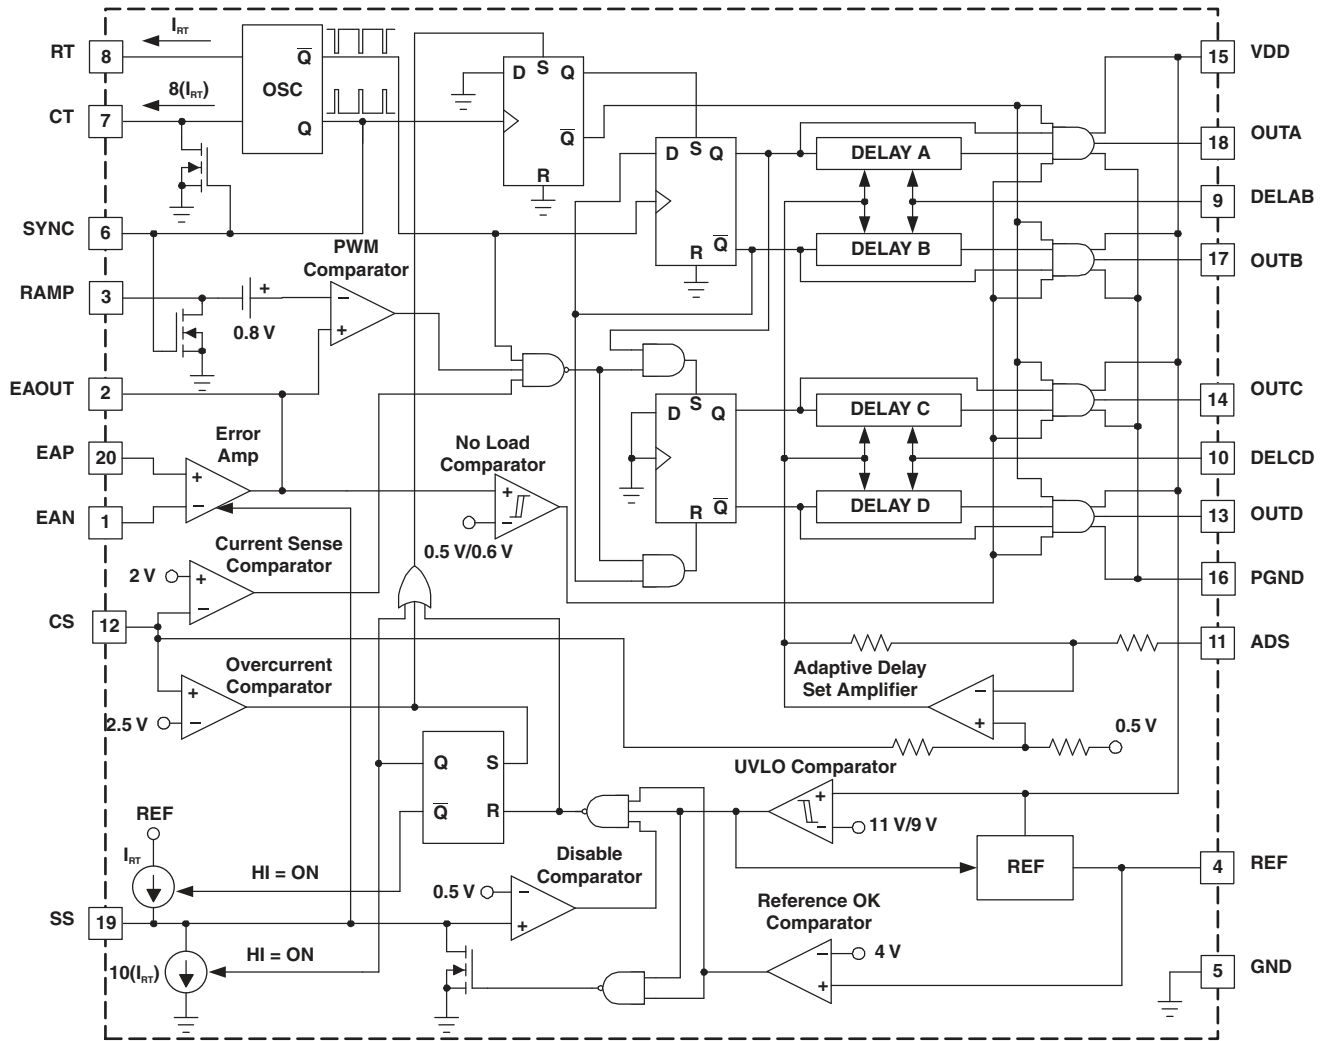 RT
8
I_RT
CT
7
8(I_RT)
OSC
Q̅
Q
SYNC
6
RAMP
3
0.8 V
+
PWM
Comparator
−
+
EAOUT
2
EAP
20
EAN
1
Error
Amp
+
−
No Load
Comparator
+
−
0.5 V/0.6 V
Current Sense
Comparator
2 V
+
−
CS
12
Overcurrent
Comparator
2.5 V
+
−
D
S
Q
Q̅
R
D
S
Q
Q̅
R
D
S
Q
Q̅
R
DELAY A
DELAY B
DELAY C
DELAY D
VDD
15
OUTA
18
DELAB
9
OUTB
17
OUTC
14
DELCD
10
OUTD
13
PGND
16
ADS
11
Adaptive Delay
Set Amplifier
−
+
0.5 V
UVLO Comparator
+
−
11 V/9 V
Q
S
Q̅
R
REF
I_RT
HI = ON
Disable
Comparator
0.5 V
−
+
SS
19
HI = ON
10(I_RT)
REF
REF
4
Reference OK
Comparator
−
4 V
+
GND
5